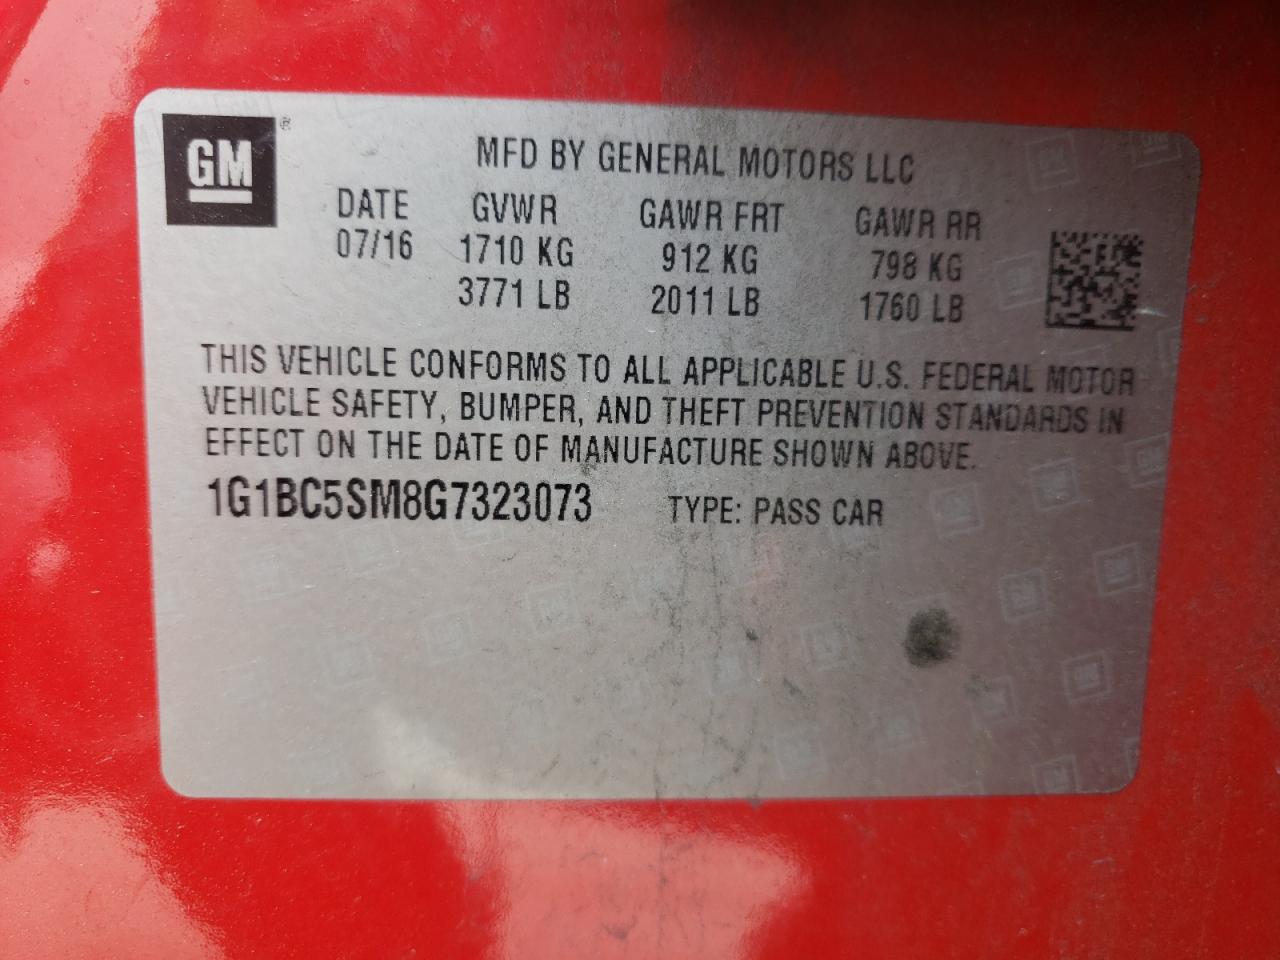 GM ®
MFD BY GENERAL MOTORS LLC
DATE GVWR GAWR FRT GAWR RR
07/16 1710 KG 912 KG 798 KG
3771 LB 2011 LB 1760 LB
THIS VEHICLE CONFORMS TO ALL APPLICABLE U.S. FEDERAL MOTOR
VEHICLE SAFETY, BUMPER, AND THEFT PREVENTION STANDARDS IN
EFFECT ON THE DATE OF MANUFACTURE SHOWN ABOVE.
1G1BC5SM8G7323073 TYPE: PASS CAR